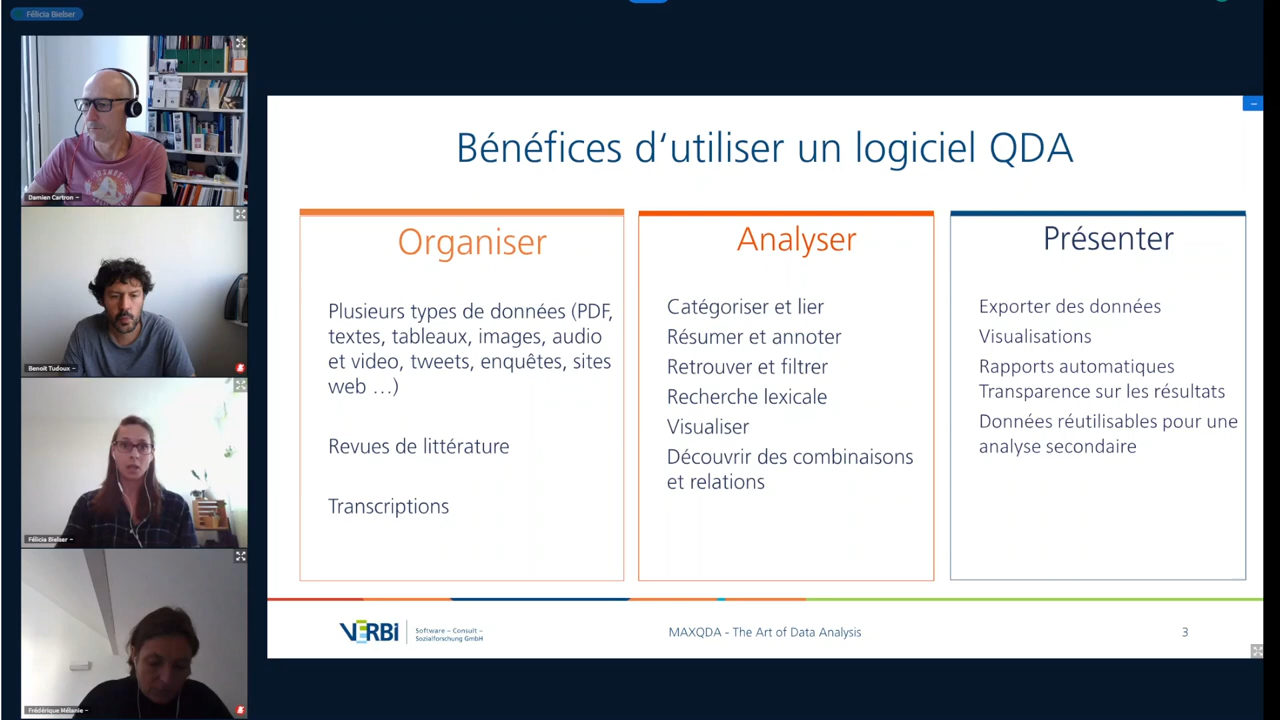 Félicia Bielser
Damien Cartron
Benoît Tudoux
Félicia Bielser
Frédérique Mélanie
Bénéfices d‘utiliser un logiciel QDA
Organiser
Plusieurs types de données (PDF,
textes, tableaux, images, audio
et video, tweets, enquêtes, sites
web …)
Revues de littérature
Transcriptions
Analyser
Catégoriser et lier
Résumer et annoter
Retrouver et filtrer
Recherche lexicale
Visualiser
Découvrir des combinaisons
et relations
Présenter
Exporter des données
Visualisations
Rapports automatiques
Transparence sur les résultats
Données réutilisables pour une
analyse secondaire
VERBI
Software – Consult –
Sozialforschung GmbH
MAXQDA - The Art of Data Analysis
3